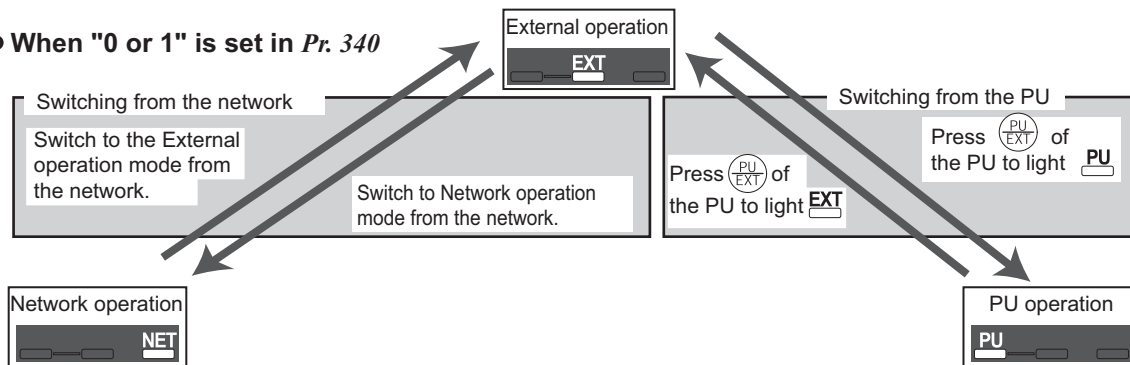 When "0 or 1" is set in Pr. 340
External operation
EXT
Switching from the network
Switch to the External
operation mode from
the network.
Switch to Network operation
mode from the network.
Switching from the PU
Press PU/EXT of
the PU to light PU
Press PU/EXT of
the PU to light EXT
Network operation
NET
PU operation
PU